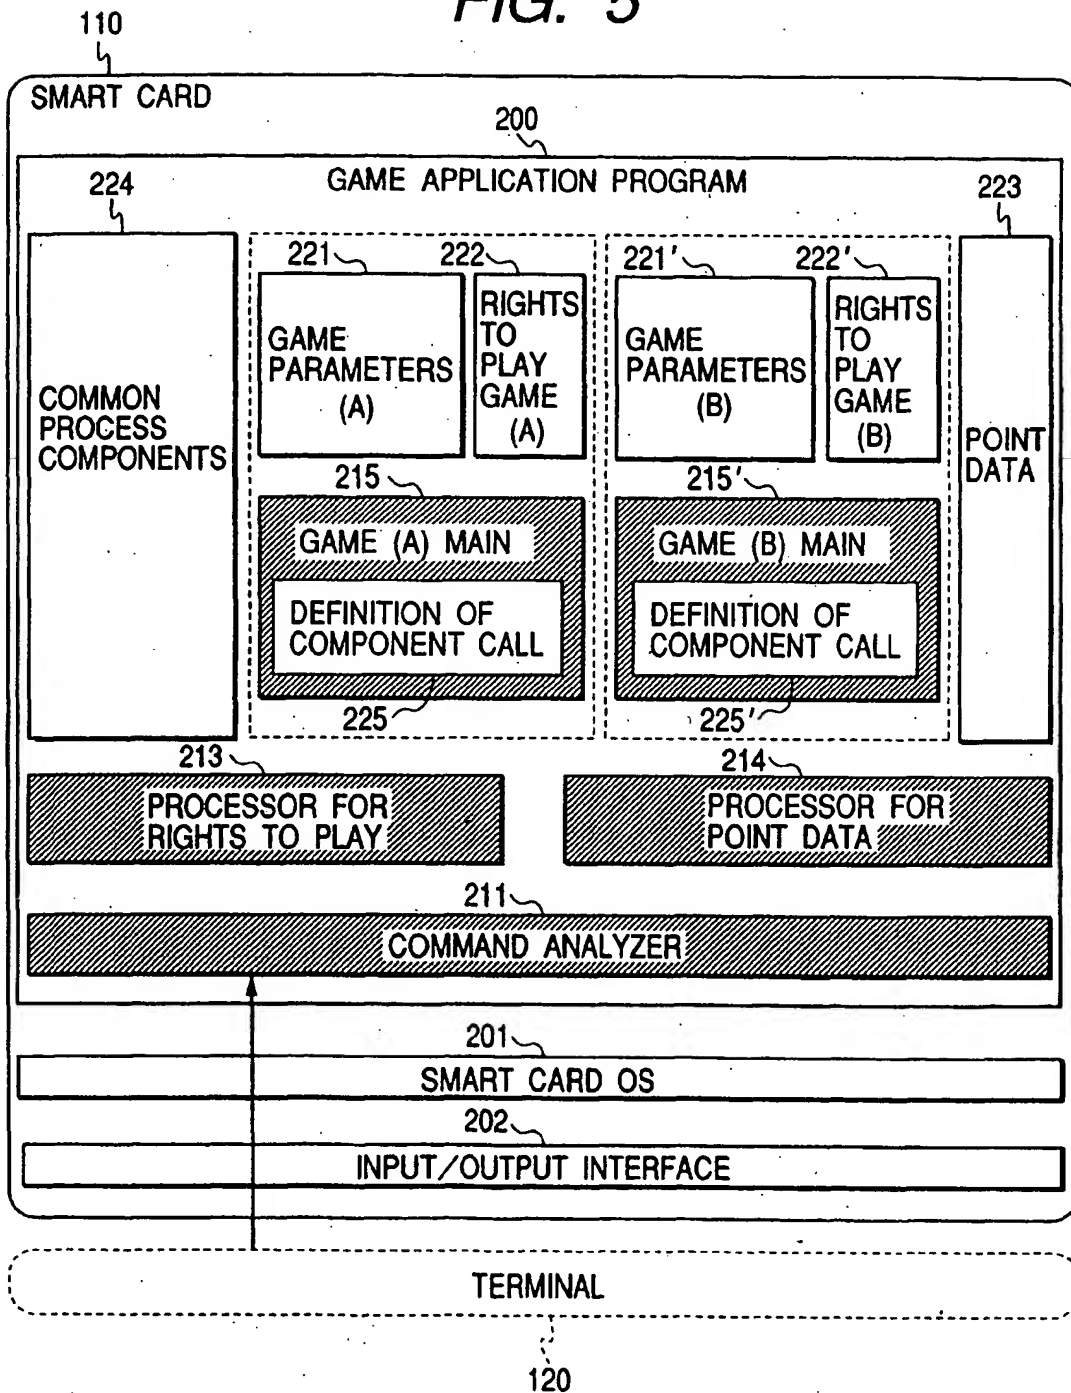 FIG. 5
110
SMART CARD
200
GAME APPLICATION PROGRAM
224
223
221
222
221'
222'
COMMON
PROCESS
COMPONENTS
GAME
PARAMETERS
(A)
RIGHTS
TO
PLAY
GAME
(A)
GAME
PARAMETERS
(B)
RIGHTS
TO
PLAY
GAME
(B)
POINT
DATA
215
GAME (A) MAIN
DEFINITION OF
COMPONENT CALL
225
215'
GAME (B) MAIN
DEFINITION OF
COMPONENT CALL
225'
213
PROCESSOR FOR
RIGHTS TO PLAY
214
PROCESSOR FOR
POINT DATA
211
COMMAND ANALYZER
201
SMART CARD OS
202
INPUT/OUTPUT INTERFACE
TERMINAL
120